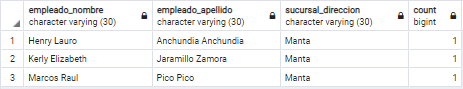 empleado_nombre empleado_apellido sucursal_direccion count
character varying (30) character varying (30) character varying (30) bigint
1 Henry Lauro Anchundia Anchundia Manta 1
2 Kerly Elizabeth Jaramillo Zamora Manta 1
3 Marcos Raul Pico Pico Manta 1